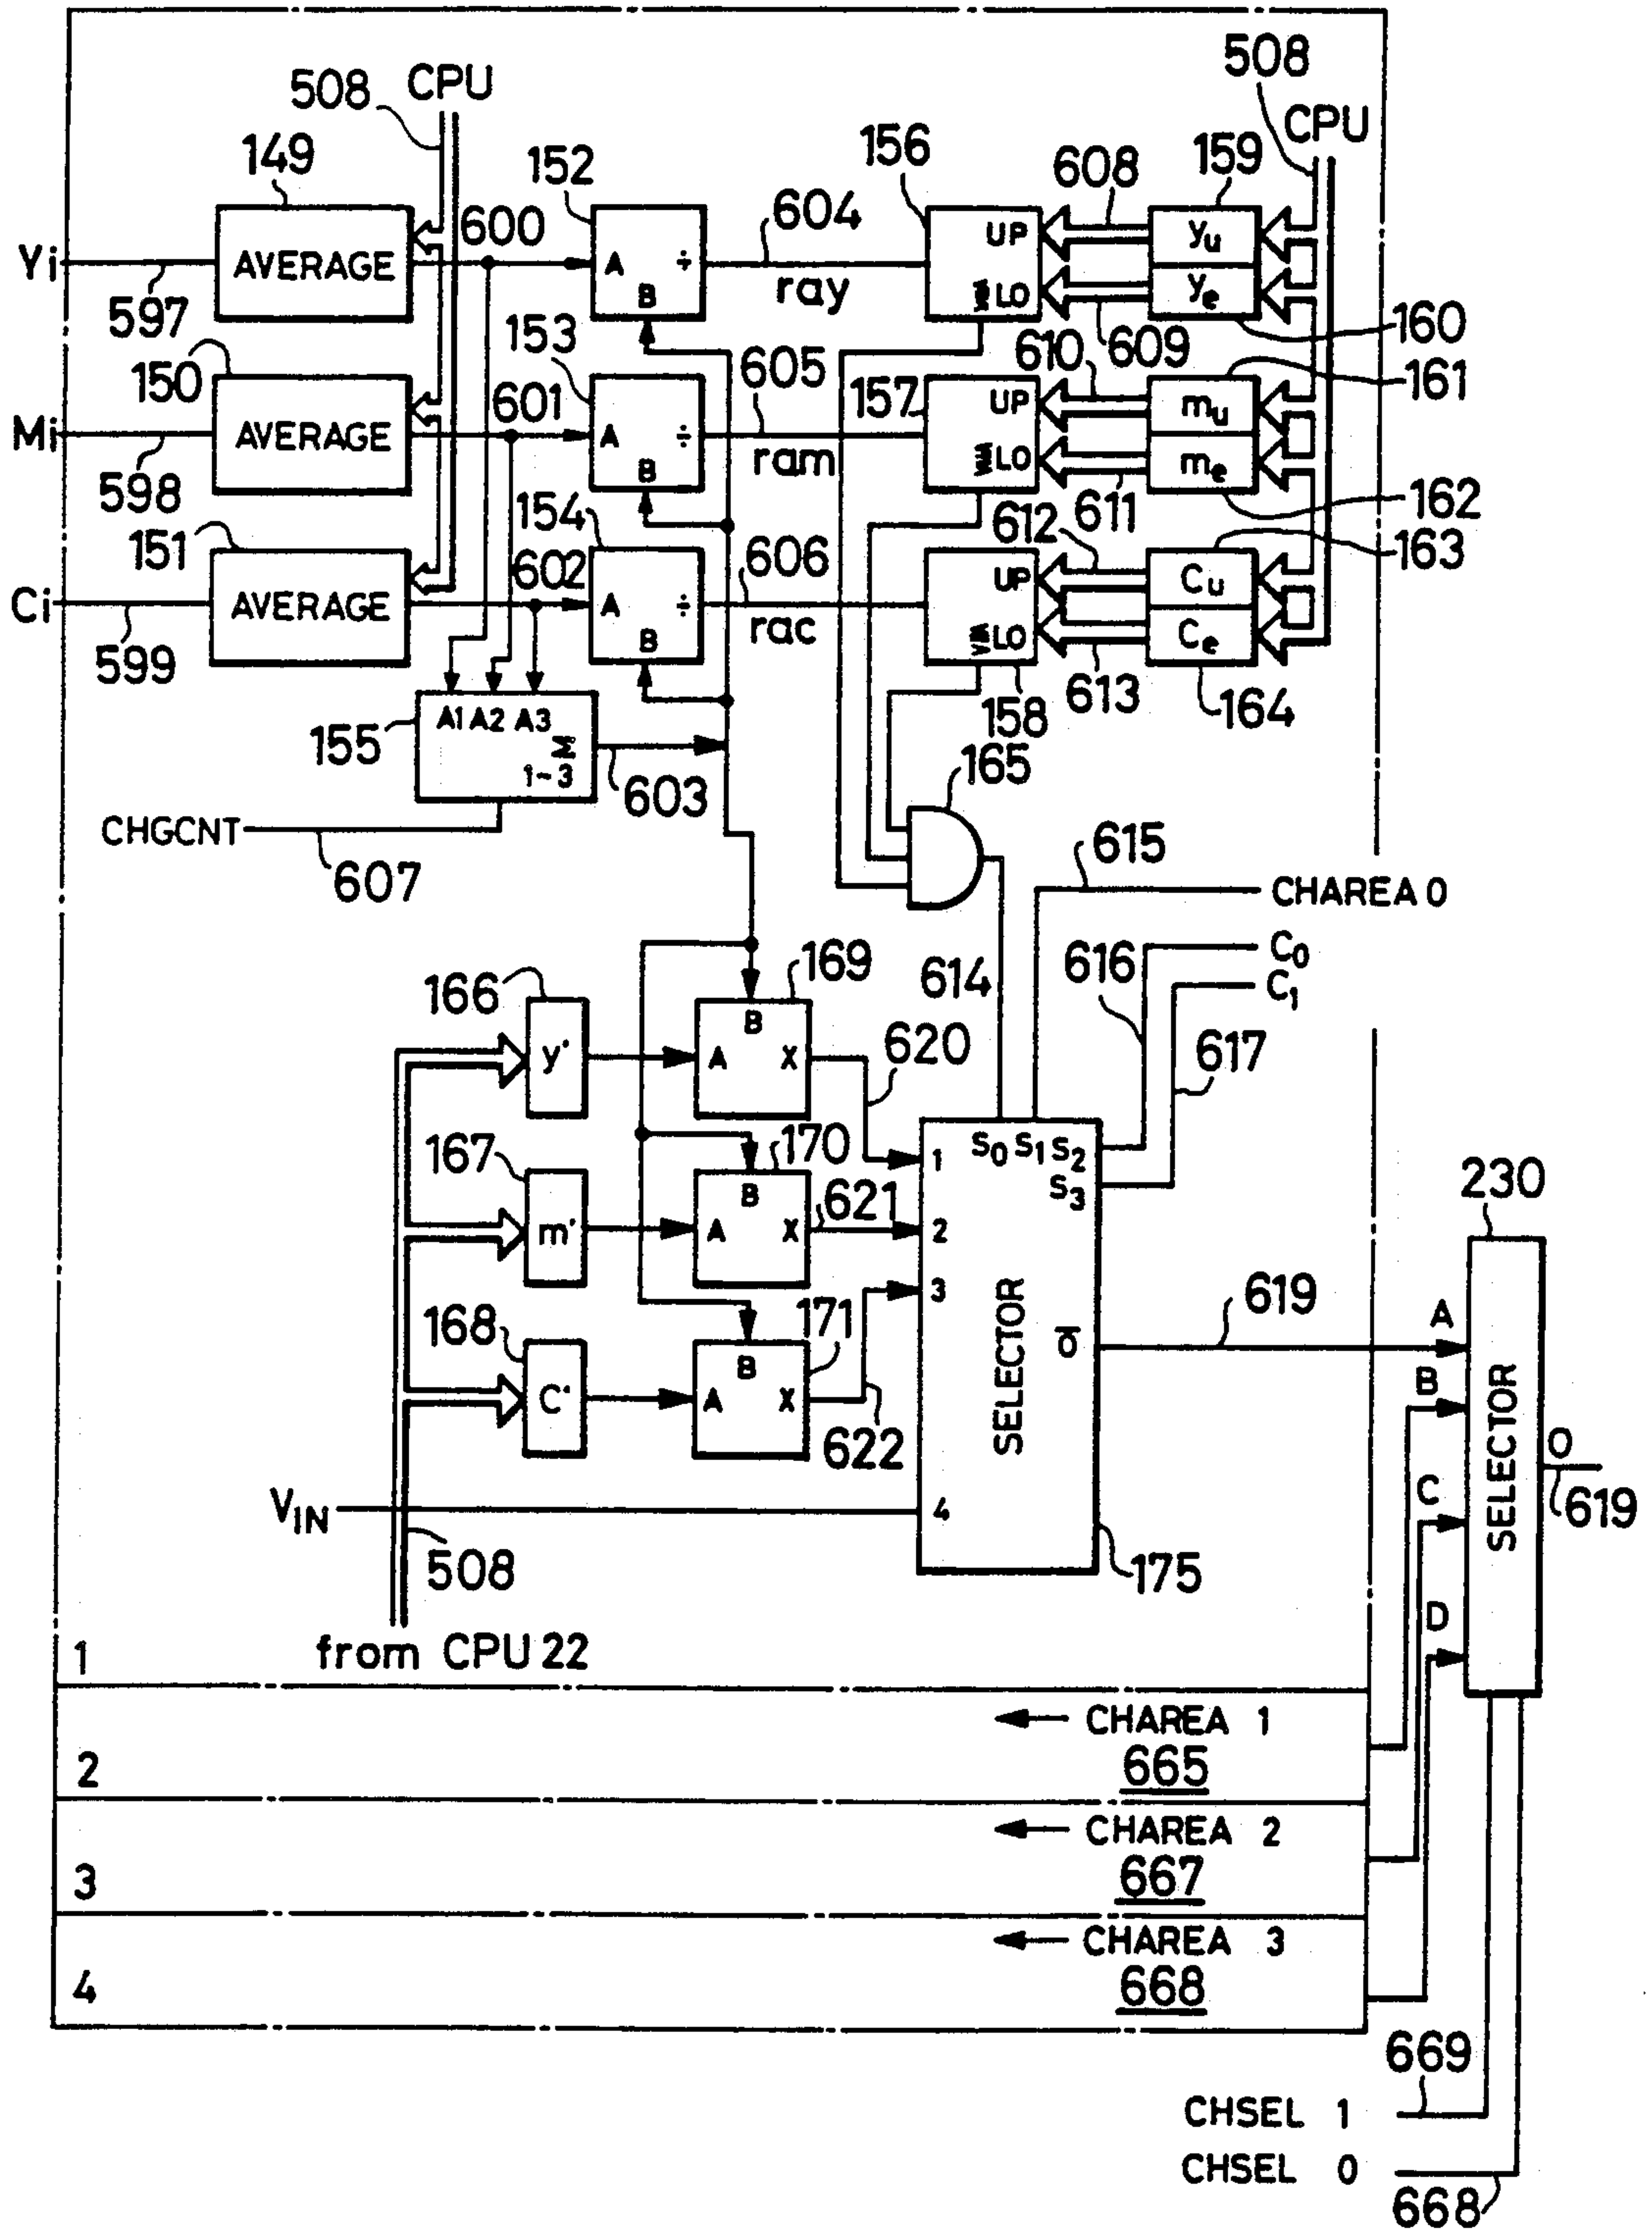 508
CPU
508
CPU
149
152
156
608
159
Yi
AVERAGE
600
A
B
÷
604
ray
UP
LO
yu
ye
597
609
160
150
153
605
157
610
161
Mi
AVERAGE
601
A
B
÷
ram
UP
LO
mu
me
598
611
162
151
154
606
612
163
Ci
AVERAGE
602
A
B
÷
rac
UP
LO
Cu
Ce
599
158
613
164
155
A1 A2 A3
1-3
603
165
CHGCNT
607
615
CHAREA 0
616
C0
C1
617
614
166
169
620
y'
A
B
X
167
170
621
m'
A
B
X
168
171
622
C'
A
B
X
1
2
3
4
S0 S1 S2
S3
SELECTOR
O
619
175
VIN
508
from CPU 22
230
A
B
C
D
SELECTOR
O
619
1
2
CHAREA 1
665
3
CHAREA 2
667
4
CHAREA 3
668
669
CHSEL 1
CHSEL 0
668